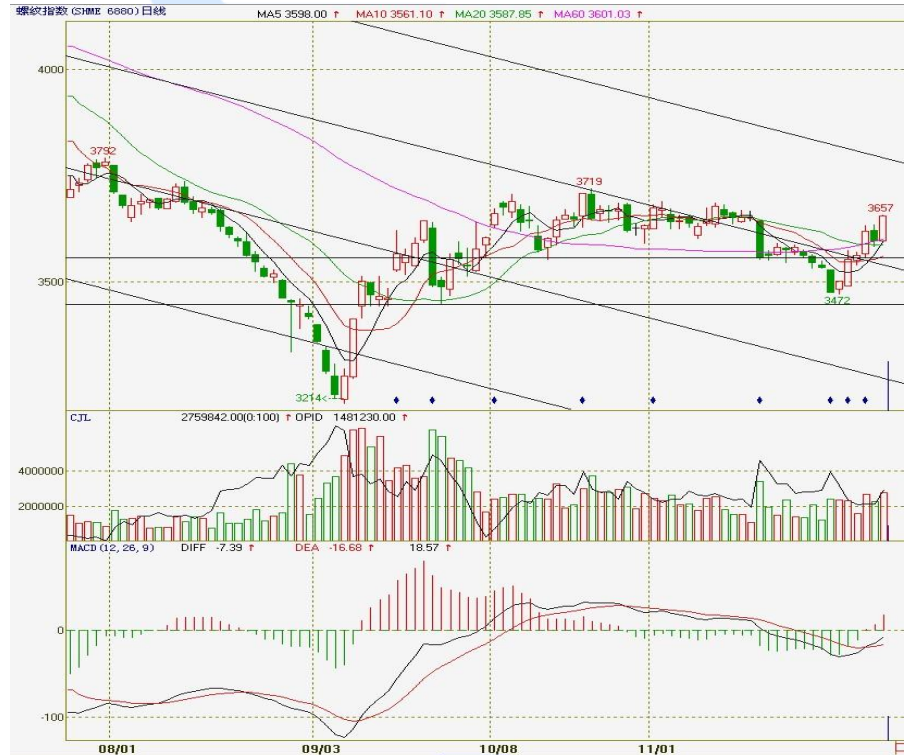 螺纹指数(SHME 6880)日线 MA5 3598.00 ↑ MA10 3561.10 ↑ MA20 3587.85 ↑ MA60 3601.03 ↑
4000
3792
3719
3657
3500
3472
3214<--
CJL 2759842.00(0:100) ↑ OPID 1481230.00 ↑
4000000
2000000
MACD(12,26,9) DIFF -7.39 ↑ DEA -16.68 ↑ 18.57 ↑
0
-100
08/01 09/03 10/08 11/01 日